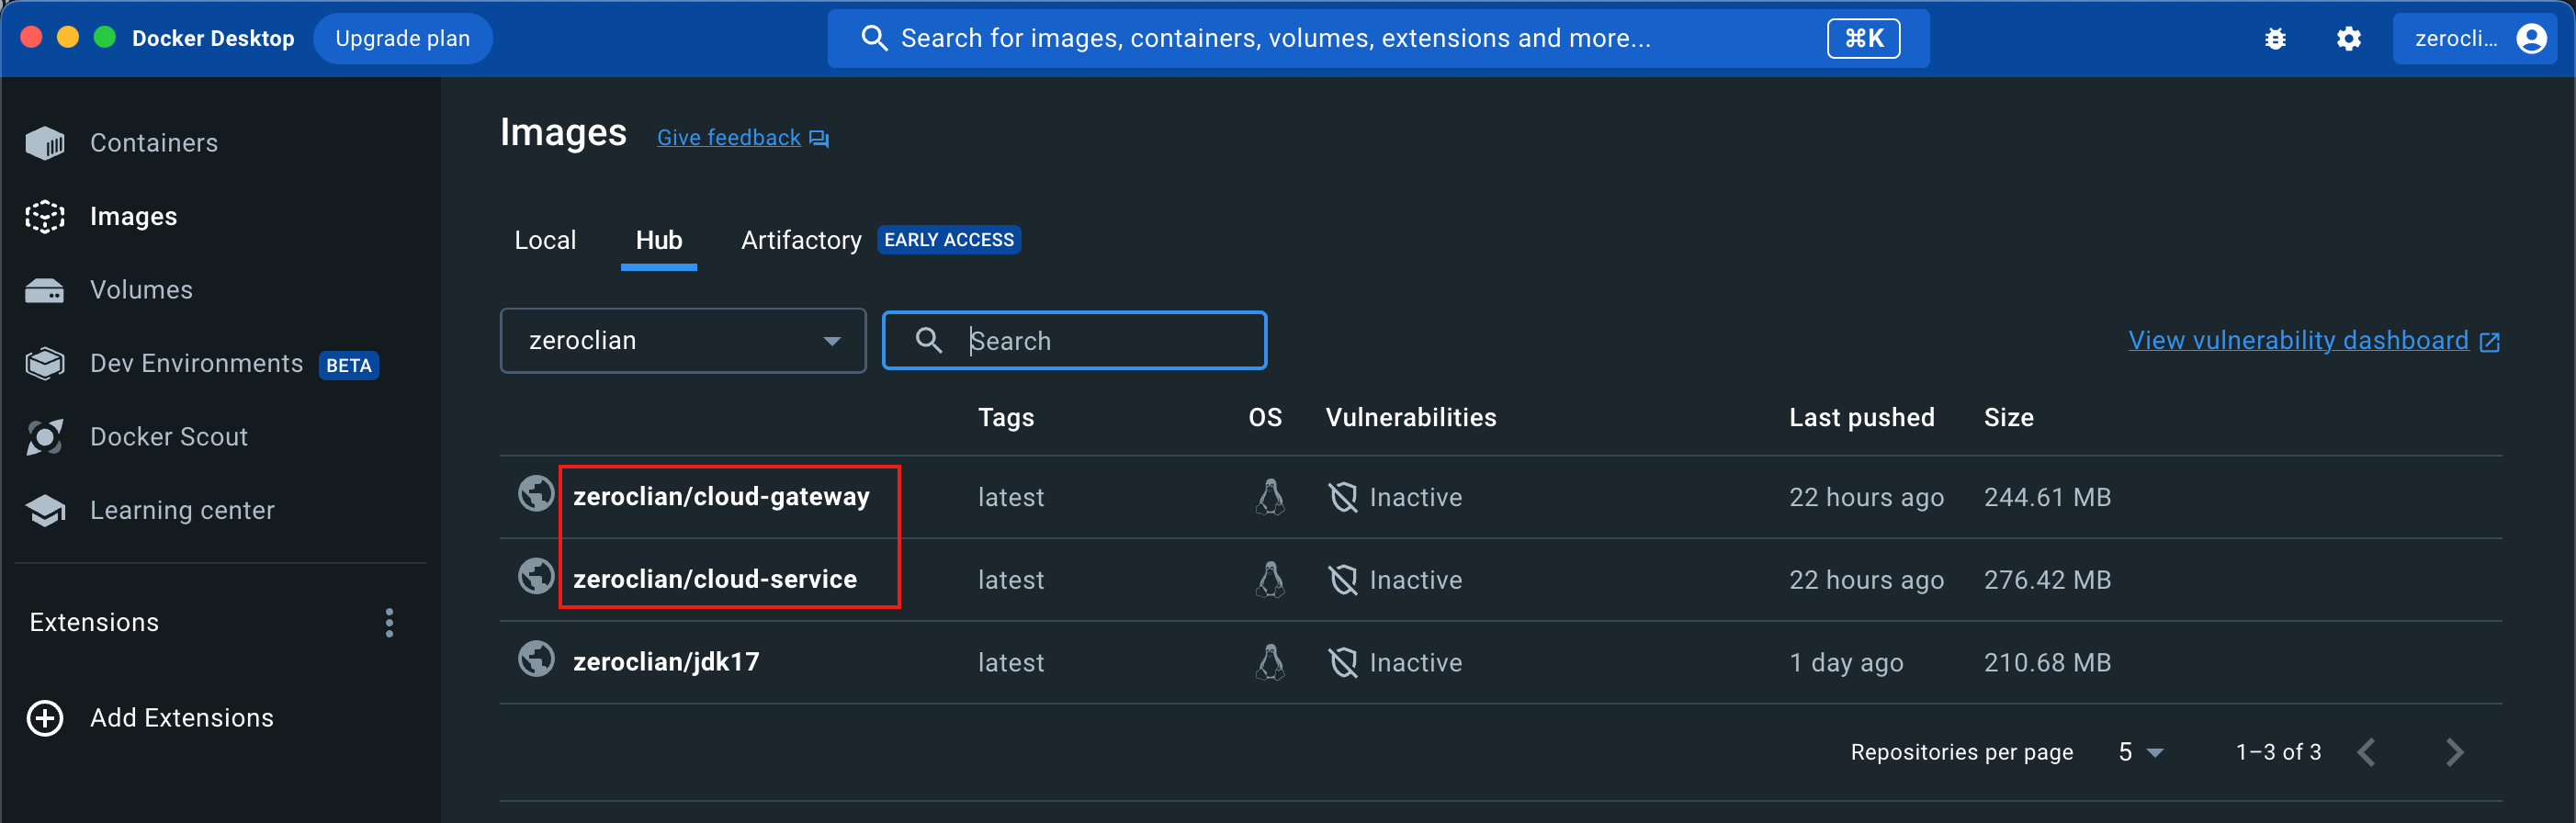 Docker Desktop Upgrade plan Search for images, containers, volumes, extensions and more... ⌘K zerocli...
Containers
Images
Volumes
Dev Environments BETA
Docker Scout
Learning center
Extensions
Add Extensions
Images Give feedback
Local Hub Artifactory EARLY ACCESS
zeroclian Search View vulnerability dashboard
Tags OS Vulnerabilities Last pushed Size
zeroclian/cloud-gateway latest Inactive 22 hours ago 244.61 MB
zeroclian/cloud-service latest Inactive 22 hours ago 276.42 MB
zeroclian/jdk17 latest Inactive 1 day ago 210.68 MB
Repositories per page 5 1–3 of 3